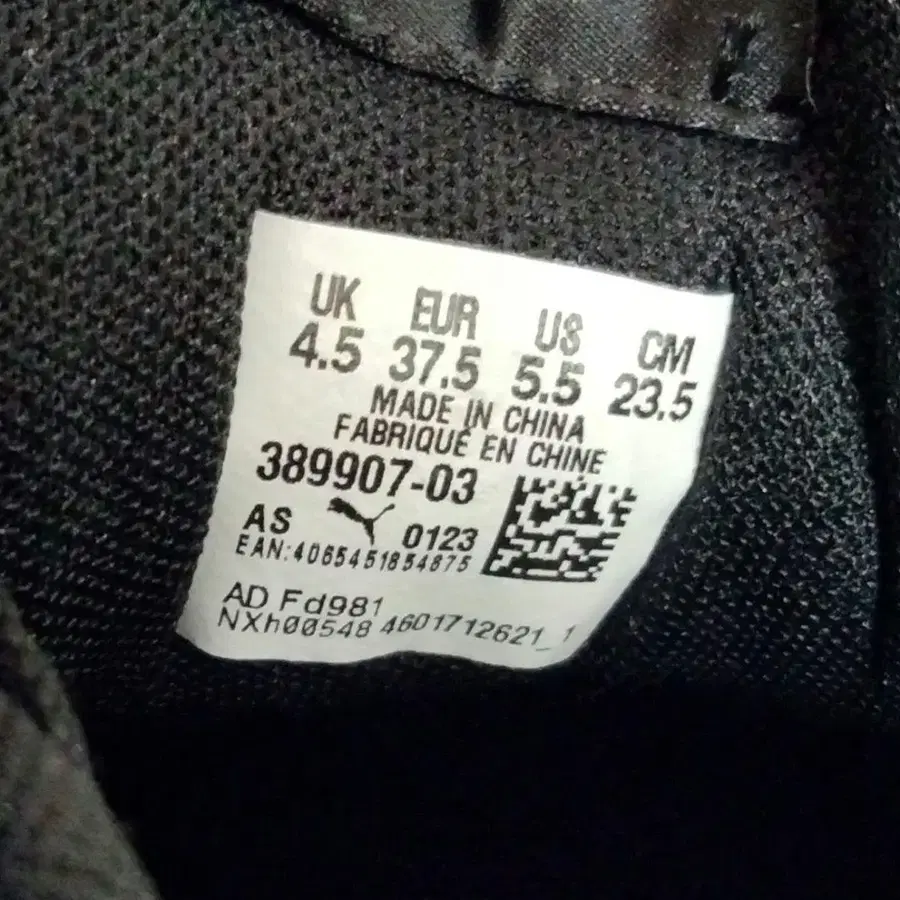 UK EUR US CM
4.5 37.5 5.5 23.5
MADE IN CHINA
FABRIQUÉ EN CHINE
389907-03
AS 0123
EAN:4065451854875
AD Fd981
NXh00548 4601712621_1